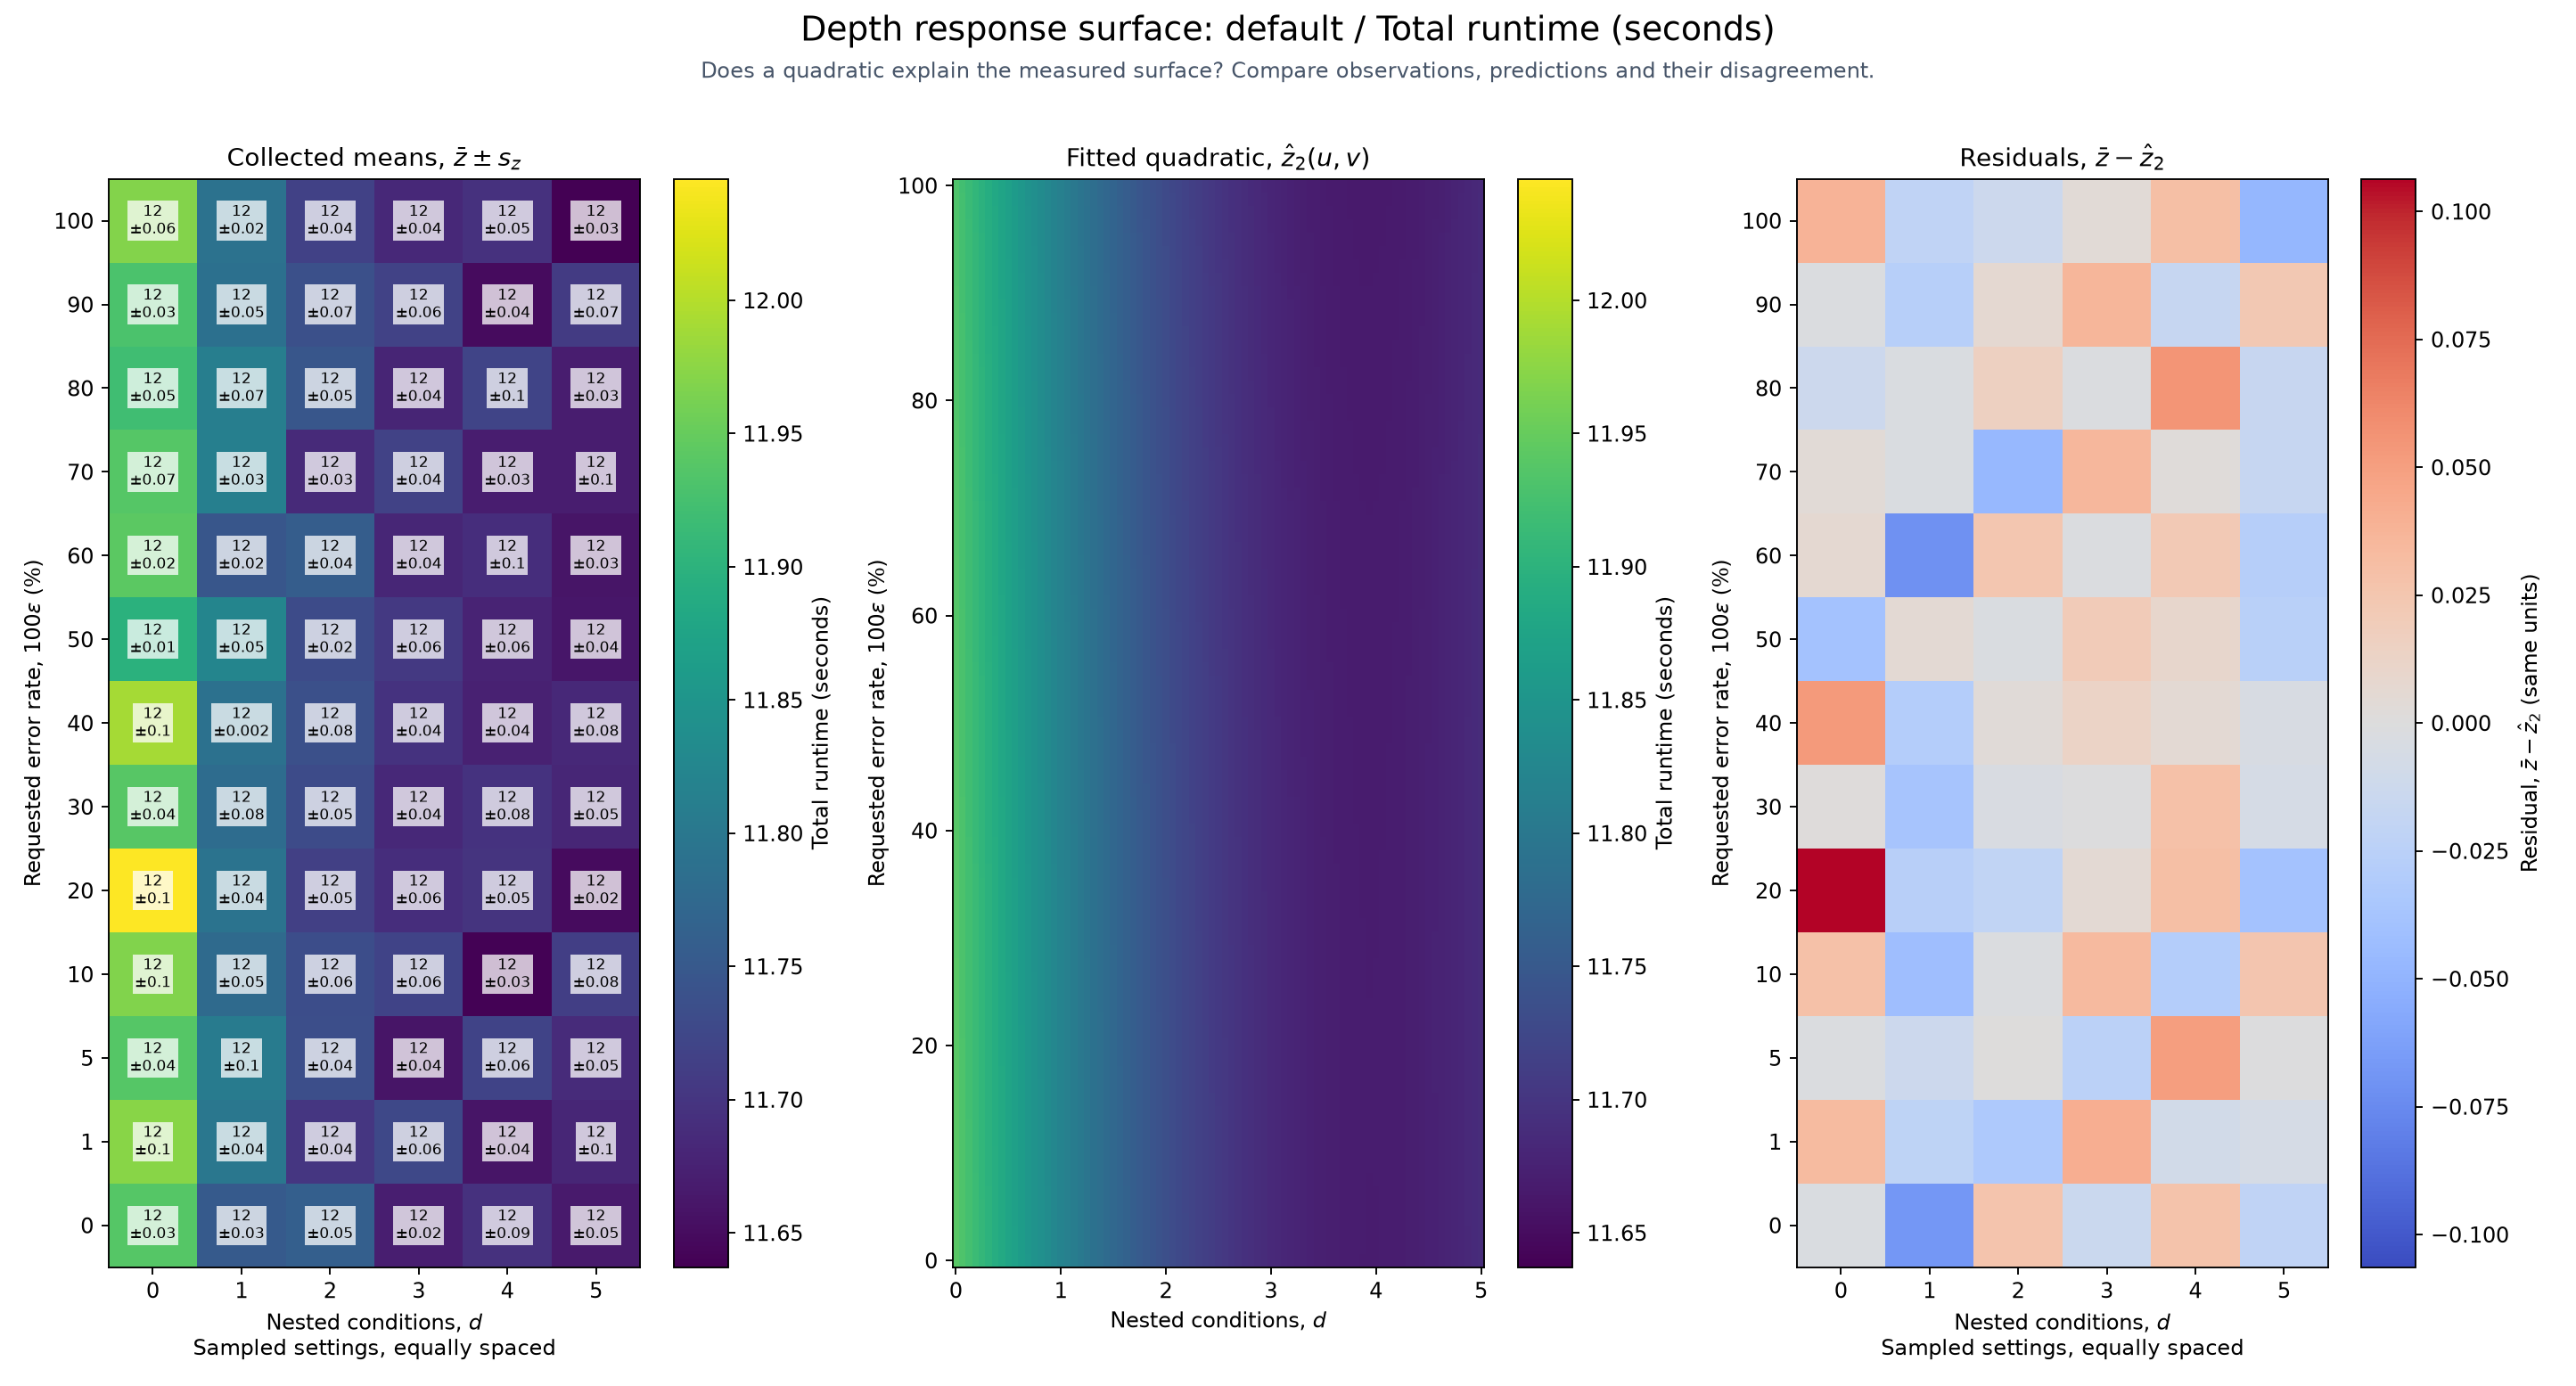 Depth response surface: default / Total runtime (seconds)
Does a quadratic explain the measured surface? Compare observations, predictions and their disagreement.
Collected means, z̄ ± s_z
100 12 12 12 12 12 12
±0.06 ±0.02 ±0.04 ±0.04 ±0.05 ±0.03
90 12 12 12 12 12 12
±0.03 ±0.05 ±0.07 ±0.06 ±0.04 ±0.07
80 12 12 12 12 12 12
±0.05 ±0.07 ±0.05 ±0.04 ±0.1 ±0.03
70 12 12 12 12 12 12
±0.07 ±0.03 ±0.03 ±0.04 ±0.03 ±0.1
60 12 12 12 12 12 12
±0.02 ±0.02 ±0.04 ±0.04 ±0.1 ±0.03
50 12 12 12 12 12 12
±0.01 ±0.05 ±0.02 ±0.06 ±0.06 ±0.04
40 12 12 12 12 12 12
±0.1 ±0.002 ±0.08 ±0.04 ±0.04 ±0.08
30 12 12 12 12 12 12
±0.04 ±0.08 ±0.05 ±0.04 ±0.08 ±0.05
20 12 12 12 12 12 12
±0.1 ±0.04 ±0.05 ±0.06 ±0.05 ±0.02
10 12 12 12 12 12 12
±0.1 ±0.05 ±0.06 ±0.06 ±0.03 ±0.08
5 12 12 12 12 12 12
±0.04 ±0.1 ±0.04 ±0.04 ±0.06 ±0.05
1 12 12 12 12 12 12
±0.1 ±0.04 ±0.04 ±0.06 ±0.04 ±0.1
0 12 12 12 12 12 12
±0.03 ±0.03 ±0.05 ±0.02 ±0.09 ±0.05
0 1 2 3 4 5
Requested error rate, 100ε (%)
Nested conditions, d
Sampled settings, equally spaced
12.00
11.95
11.90
11.85
11.80
11.75
11.70
11.65
Total runtime (seconds)
Fitted quadratic, ẑ₂(u, v)
100
80
60
40
20
0
0 1 2 3 4 5
Requested error rate, 100ε (%)
Nested conditions, d
12.00
11.95
11.90
11.85
11.80
11.75
11.70
11.65
Total runtime (seconds)
Residuals, z̄ − ẑ₂
100
90
80
70
60
50
40
30
20
10
5
1
0
0 1 2 3 4 5
Requested error rate, 100ε (%)
Nested conditions, d
Sampled settings, equally spaced
0.100
0.075
0.050
0.025
0.000
−0.025
−0.050
−0.075
−0.100
Residual, z̄ − ẑ₂ (same units)